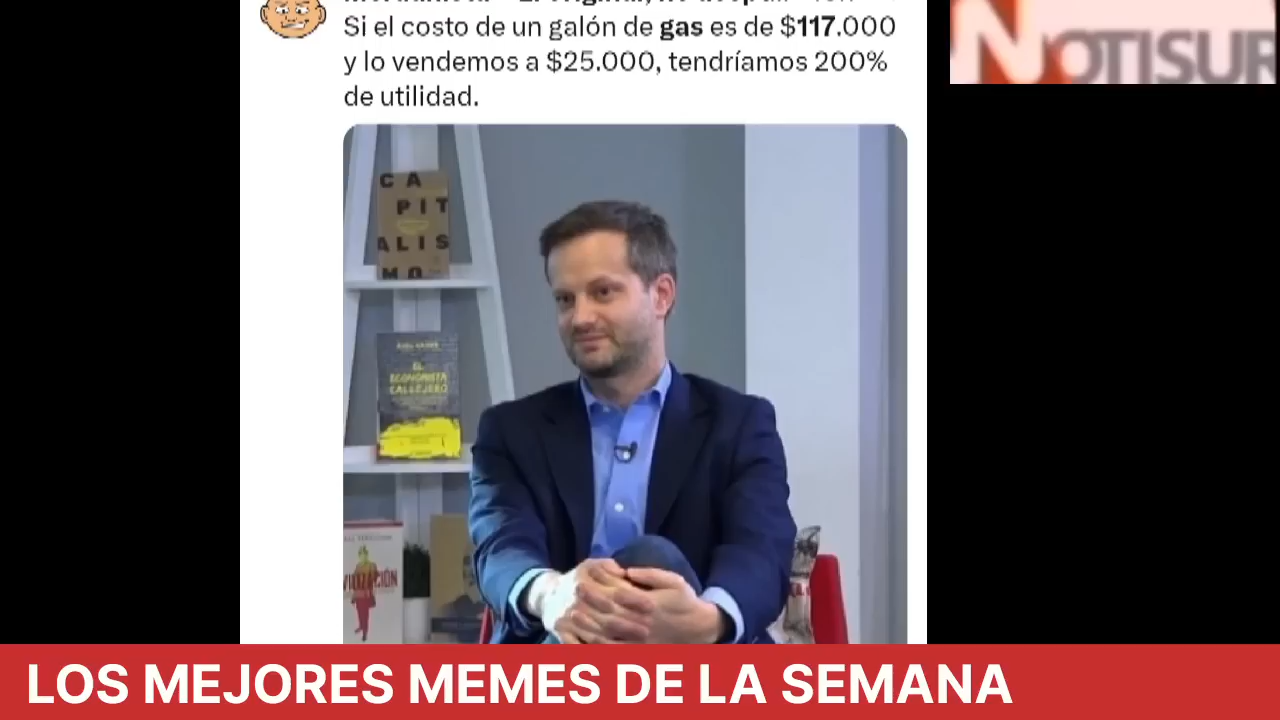 Si el costo de un galón de gas es de $117.000
y lo vendemos a $25.000, tendríamos 200%
de utilidad.
NOTISUR
CA
PIT
ALIS
MO
EL
ECONOMISTA
CALLEJERO
LOS MEJORES MEMES DE LA SEMANA